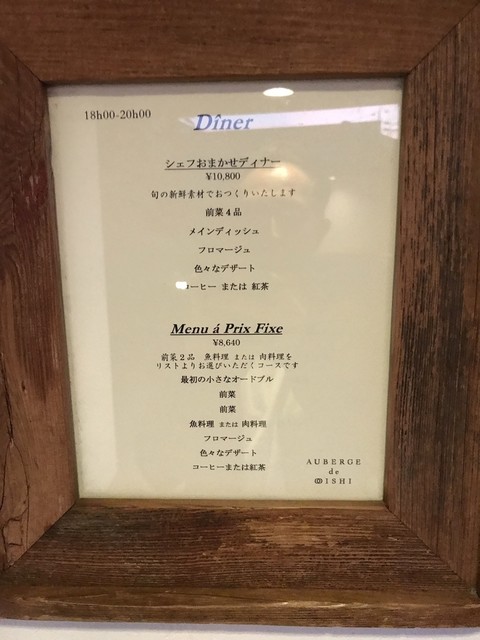 18h00-20h00
Dîner
シェフおまかせディナー
¥10,800
旬の新鮮素材でおつくりいたします
前菜4品
メインディッシュ
フロマージュ
色々なデザート
コーヒー または 紅茶
Menu á Prix Fixe
¥8,640
前菜2品 魚料理 または 肉料理を
リストよりお選びいただくコースです
最初の小さなオードブル
前菜
前菜
魚料理 または 肉料理
フロマージュ
色々なデザート
コーヒーまたは紅茶
AUBERGE
de
OISHI